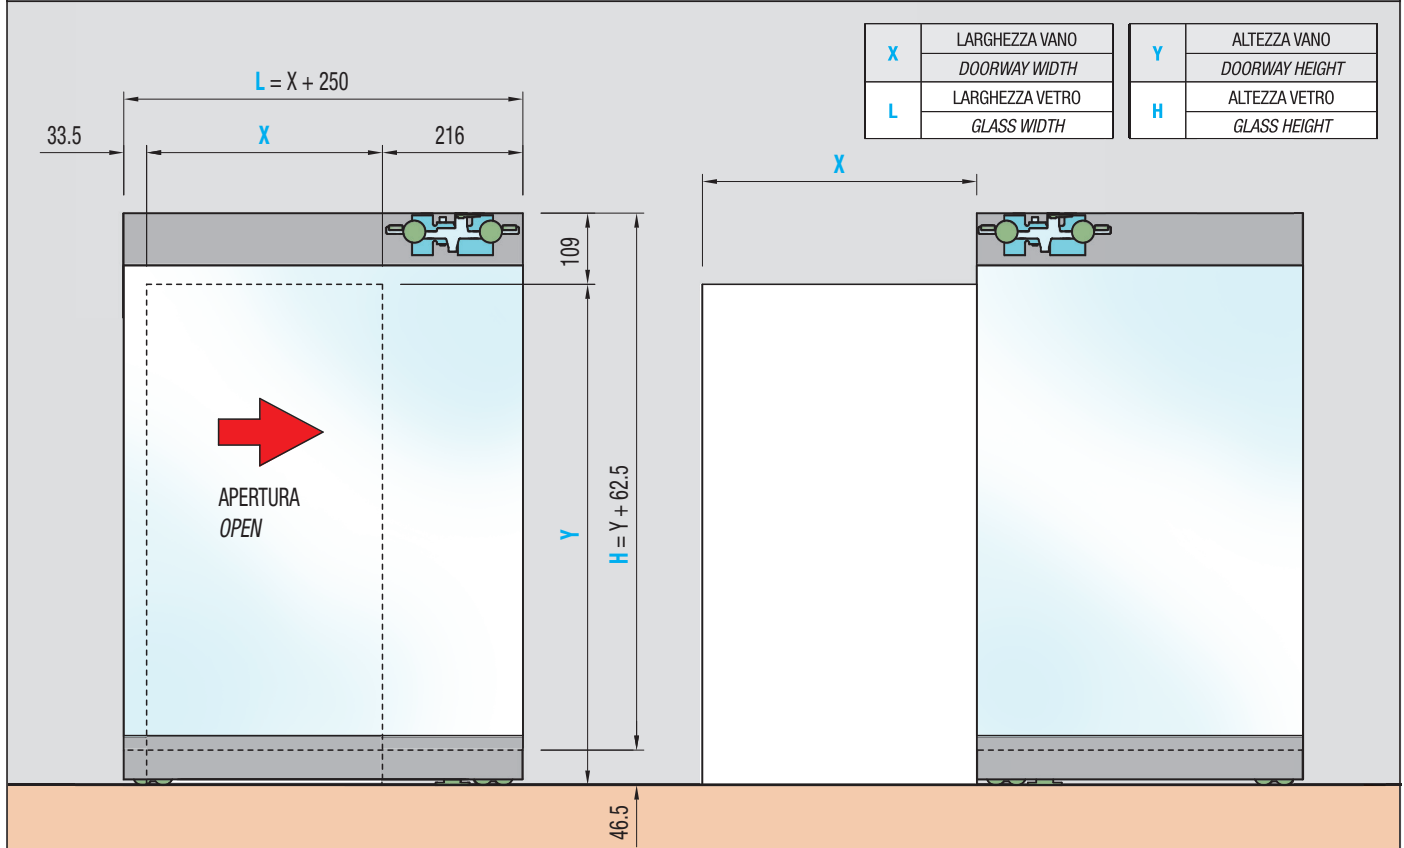 X
LARGHEZZA VANO
DOORWAY WIDTH
L
LARGHEZZA VETRO
GLASS WIDTH
Y
ALTEZZA VANO
DOORWAY HEIGHT
H
ALTEZZA VETRO
GLASS HEIGHT
L = X + 250
33.5
X
216
X
109
APERTURA
OPEN
Y
H = Y + 62.5
46.5